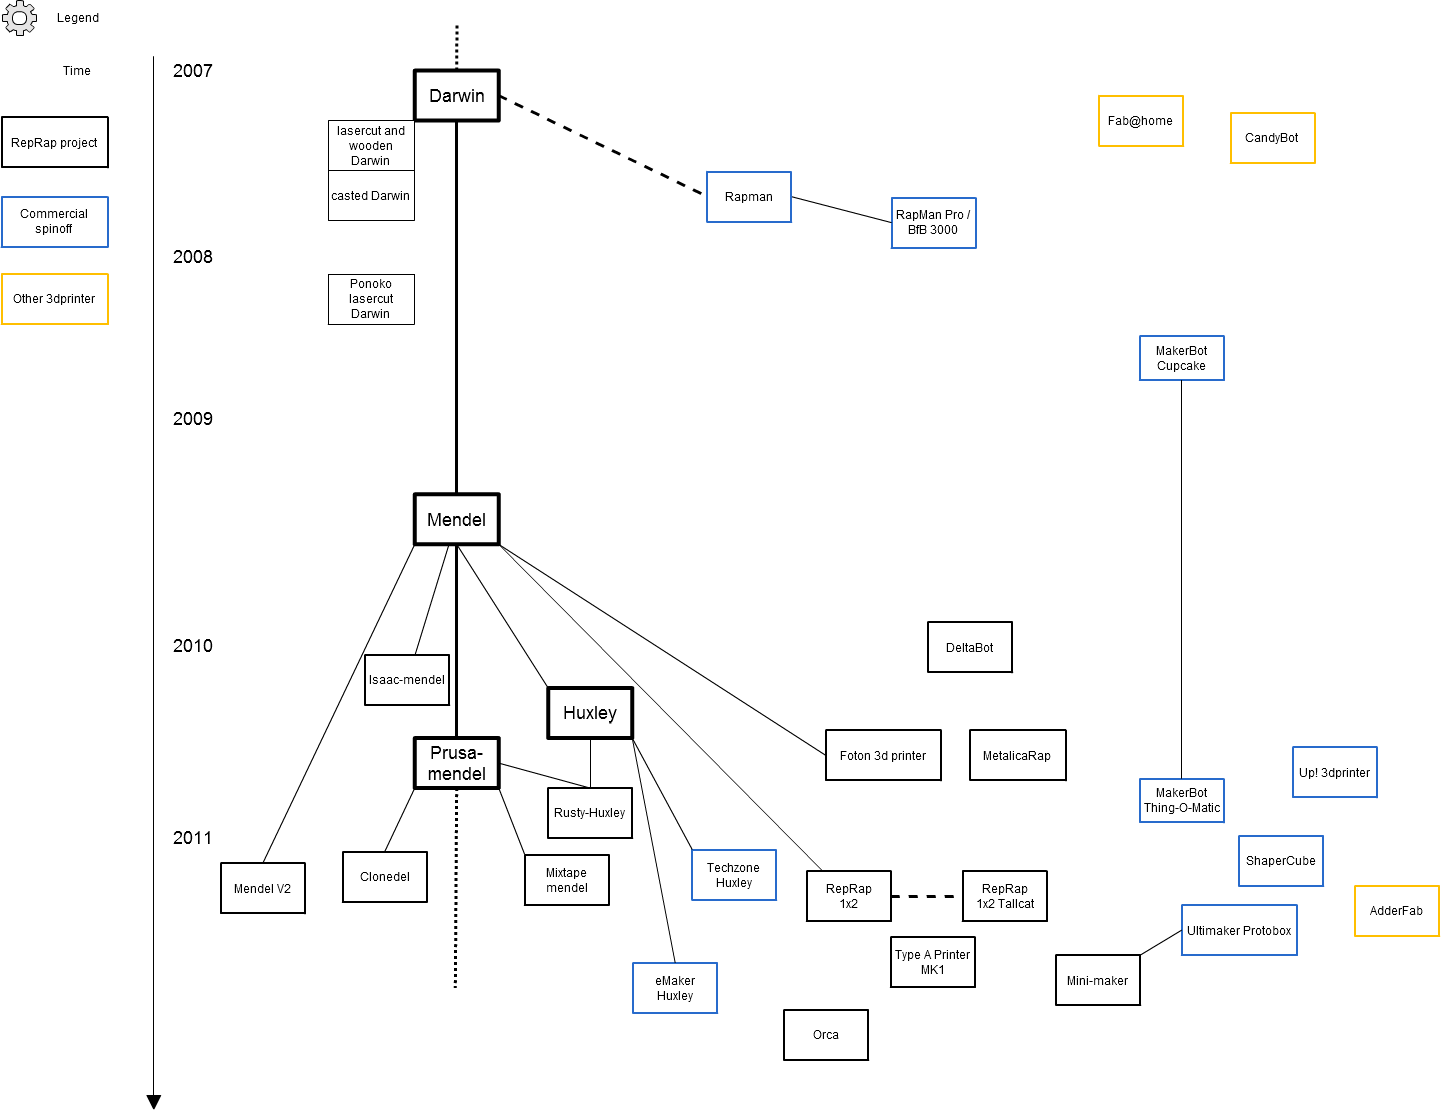 Legend
Time
2007
Darwin
Fab@home
CandyBot
RepRap project
lasercut and
wooden
Darwin
casted Darwin
Rapman
RapMan Pro /
BfB 3000
Commercial
spinoff
2008
Other 3dprinter
Ponoko
lasercut
Darwin
MakerBot
Cupcake
2009
Mendel
2010
DeltaBot
Isaac-mendel
Huxley
Prusa-
mendel
Foton 3d printer
MetalicaRap
Up! 3dprinter
MakerBot
Thing-O-Matic
Rusty-Huxley
2011
ShaperCube
Mendel V2
Clonedel
Mixtape
mendel
Techzone
Huxley
RepRap
1x2
RepRap
1x2 Tallcat
AdderFab
Ultimaker Protobox
Type A Printer
MK1
Mini-maker
eMaker
Huxley
Orca